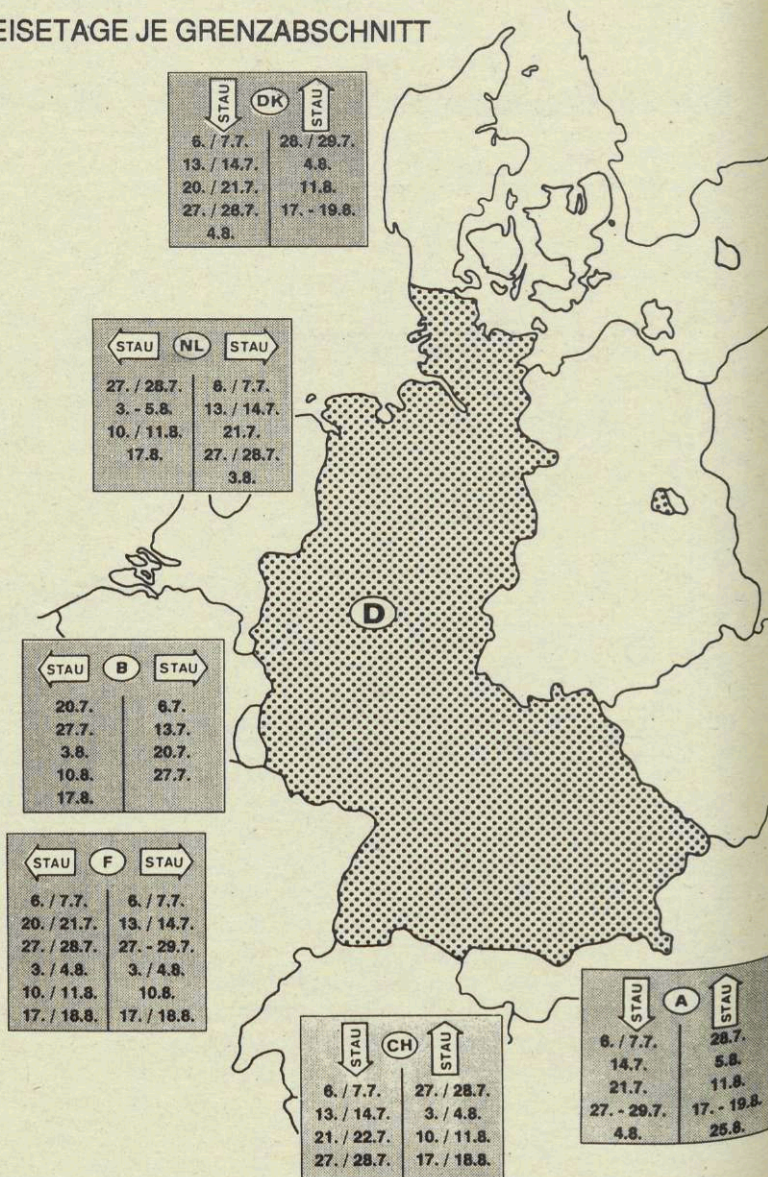 EISETAGE JE GRENZABSCHNITT
STAU DK STAU
6. / 7.7. 28. / 29.7.
13. / 14.7. 4.8.
20. / 21.7. 11.8.
27. / 28.7. 17. - 19.8.
4.8.
STAU NL STAU
27. / 28.7. 6. / 7.7.
3. - 5.8. 13. / 14.7.
10. / 11.8. 21.7.
17.8. 27. / 28.7.
3.8.
D
STAU B STAU
20.7. 6.7.
27.7. 13.7.
3.8. 20.7.
10.8. 27.7.
17.8.
STAU F STAU
6. / 7.7. 6. / 7.7.
20. / 21.7. 13. / 14.7.
27. / 28.7. 27. - 29.7.
3. / 4.8. 3. / 4.8.
10. / 11.8. 10.8.
17. / 18.8. 17. / 18.8.
STAU CH STAU
6. / 7.7. 27. / 28.7.
13. / 14.7. 3. / 4.8.
21. / 22.7. 10. / 11.8.
27. / 28.7. 17. / 18.8.
STAU A STAU
6. / 7.7. 28.7.
14.7. 5.8.
21.7. 11.8.
27. - 29.7. 17. - 19.8.
4.8. 25.8.